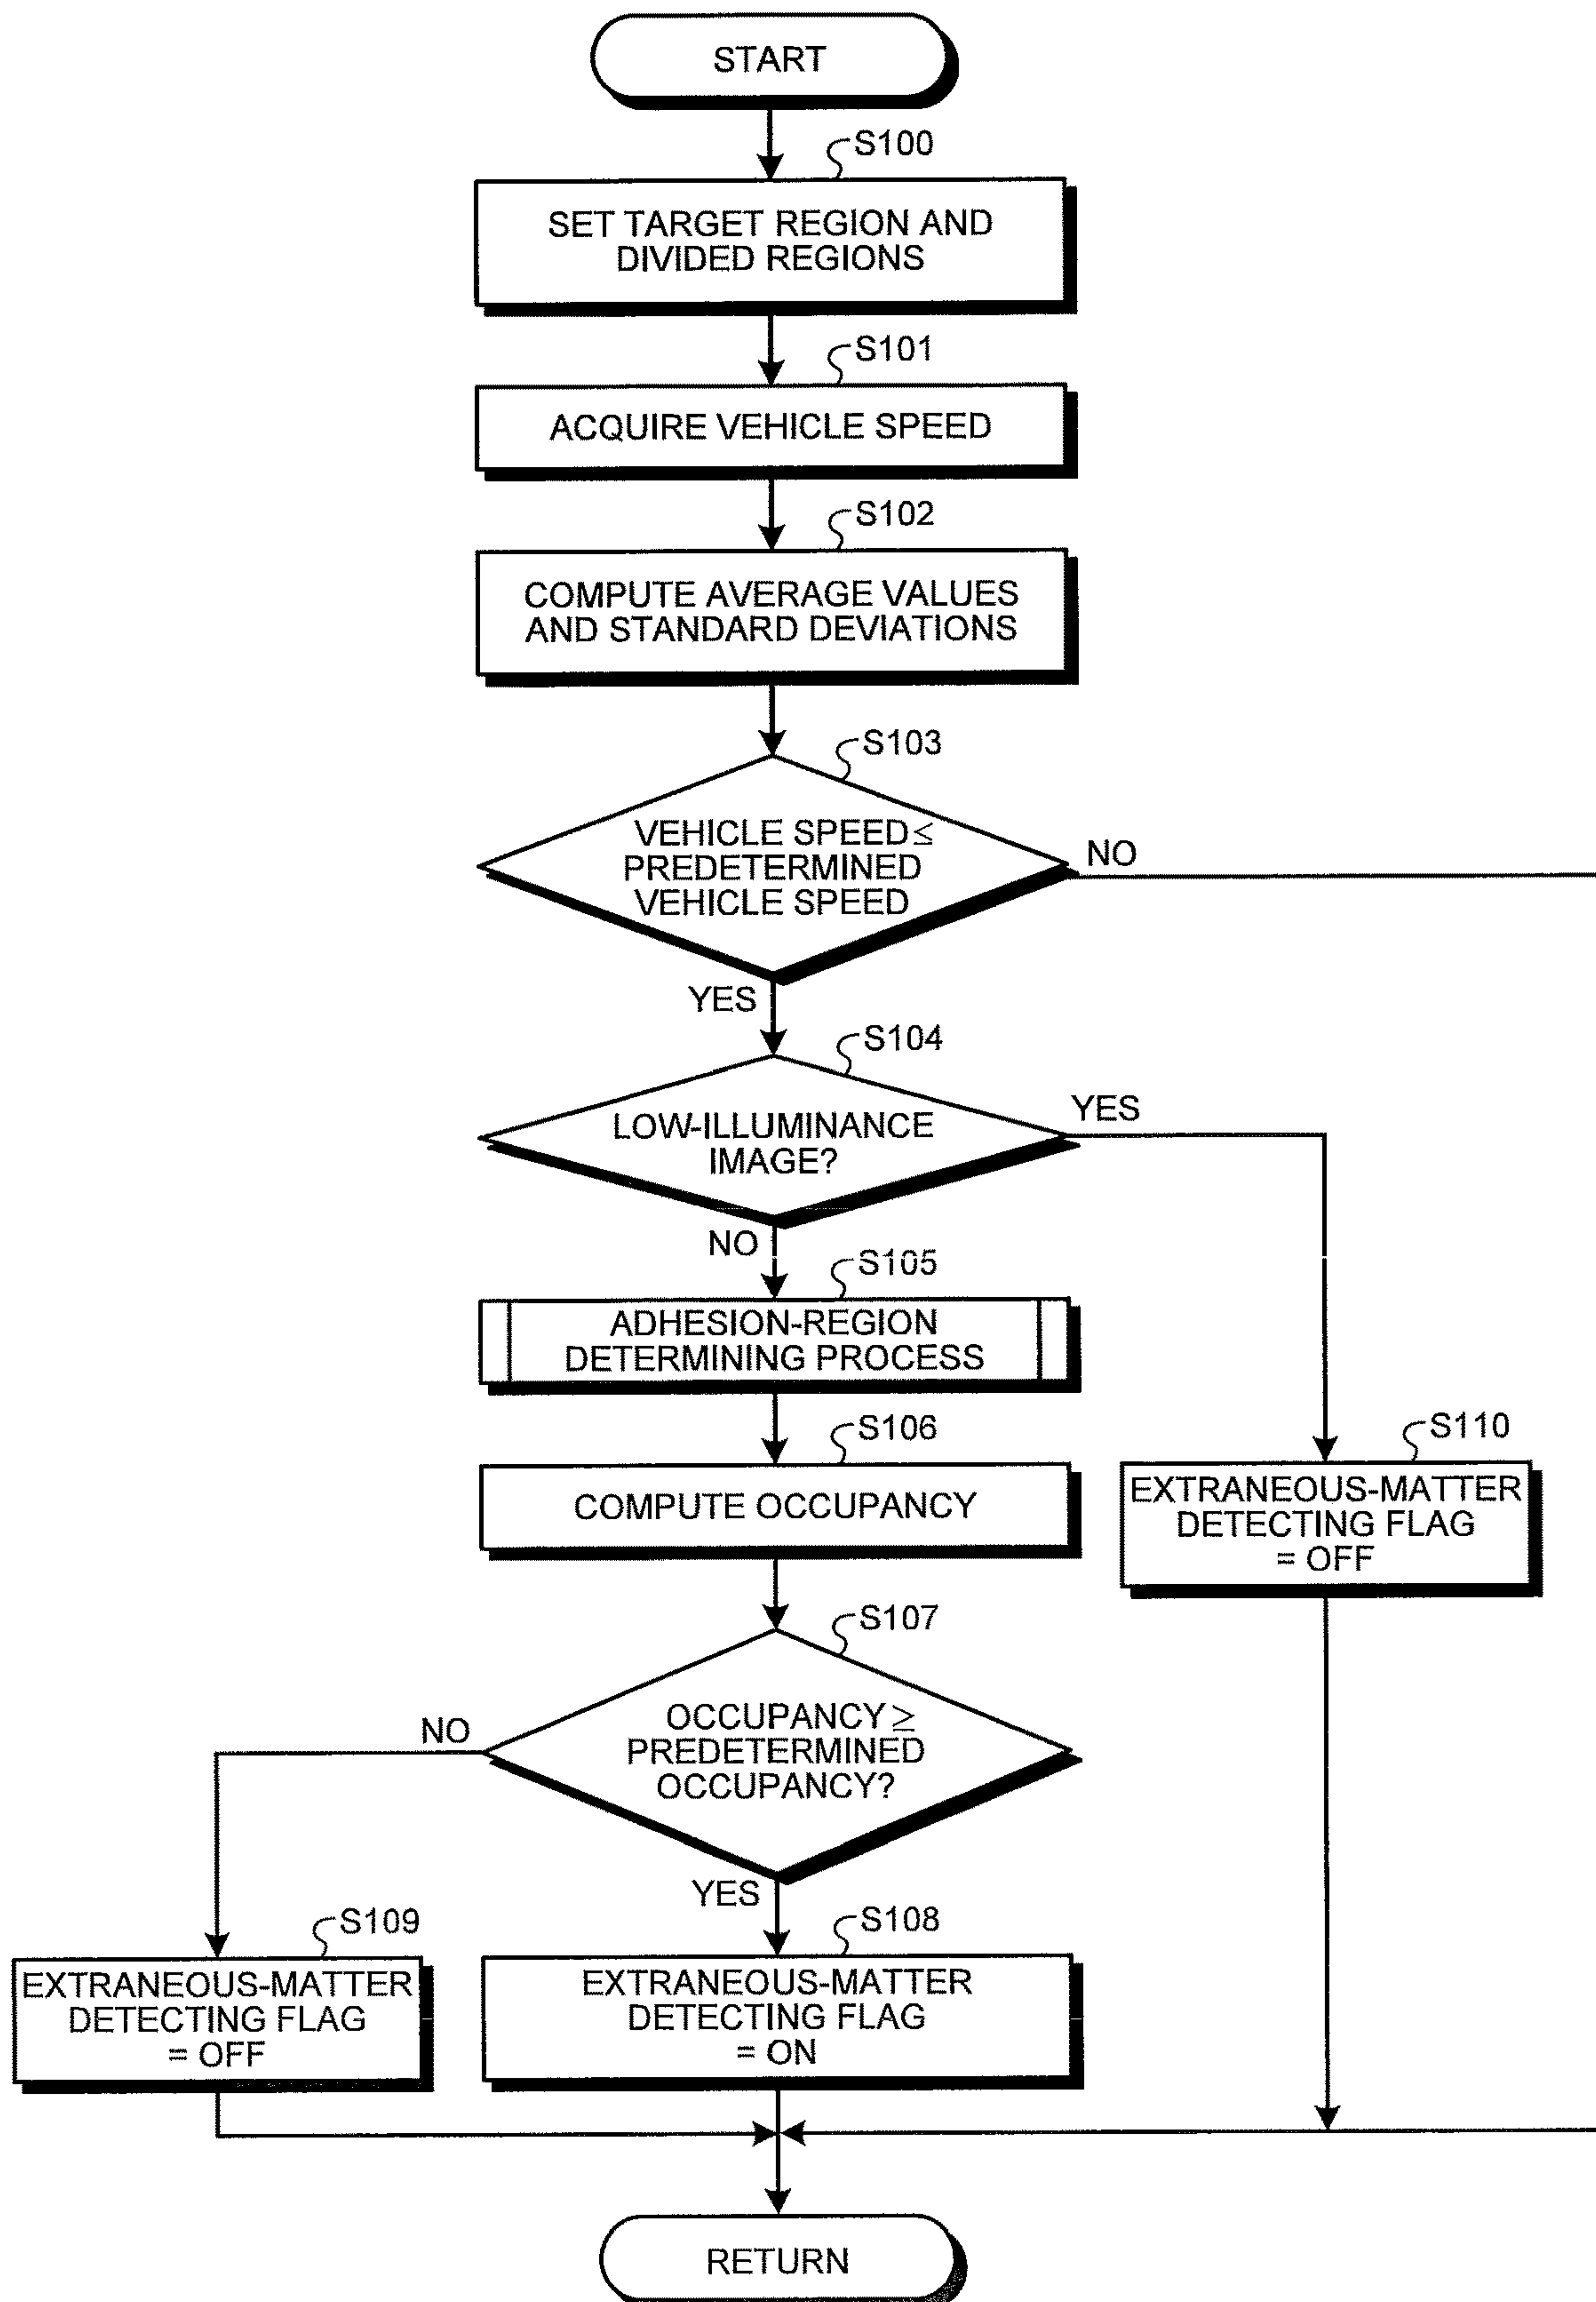 START
S100
SET TARGET REGION AND
DIVIDED REGIONS
S101
ACQUIRE VEHICLE SPEED
S102
COMPUTE AVERAGE VALUES
AND STANDARD DEVIATIONS
S103
VEHICLE SPEED≤
PREDETERMINED
VEHICLE SPEED
NO
YES
S104
LOW-ILLUMINANCE
IMAGE?
YES
NO
S105
ADHESION-REGION
DETERMINING PROCESS
S106
COMPUTE OCCUPANCY
S110
EXTRANEOUS-MATTER
DETECTING FLAG
= OFF
S107
OCCUPANCY≥
PREDETERMINED
OCCUPANCY?
NO
YES
S109
EXTRANEOUS-MATTER
DETECTING FLAG
= OFF
S108
EXTRANEOUS-MATTER
DETECTING FLAG
= ON
RETURN